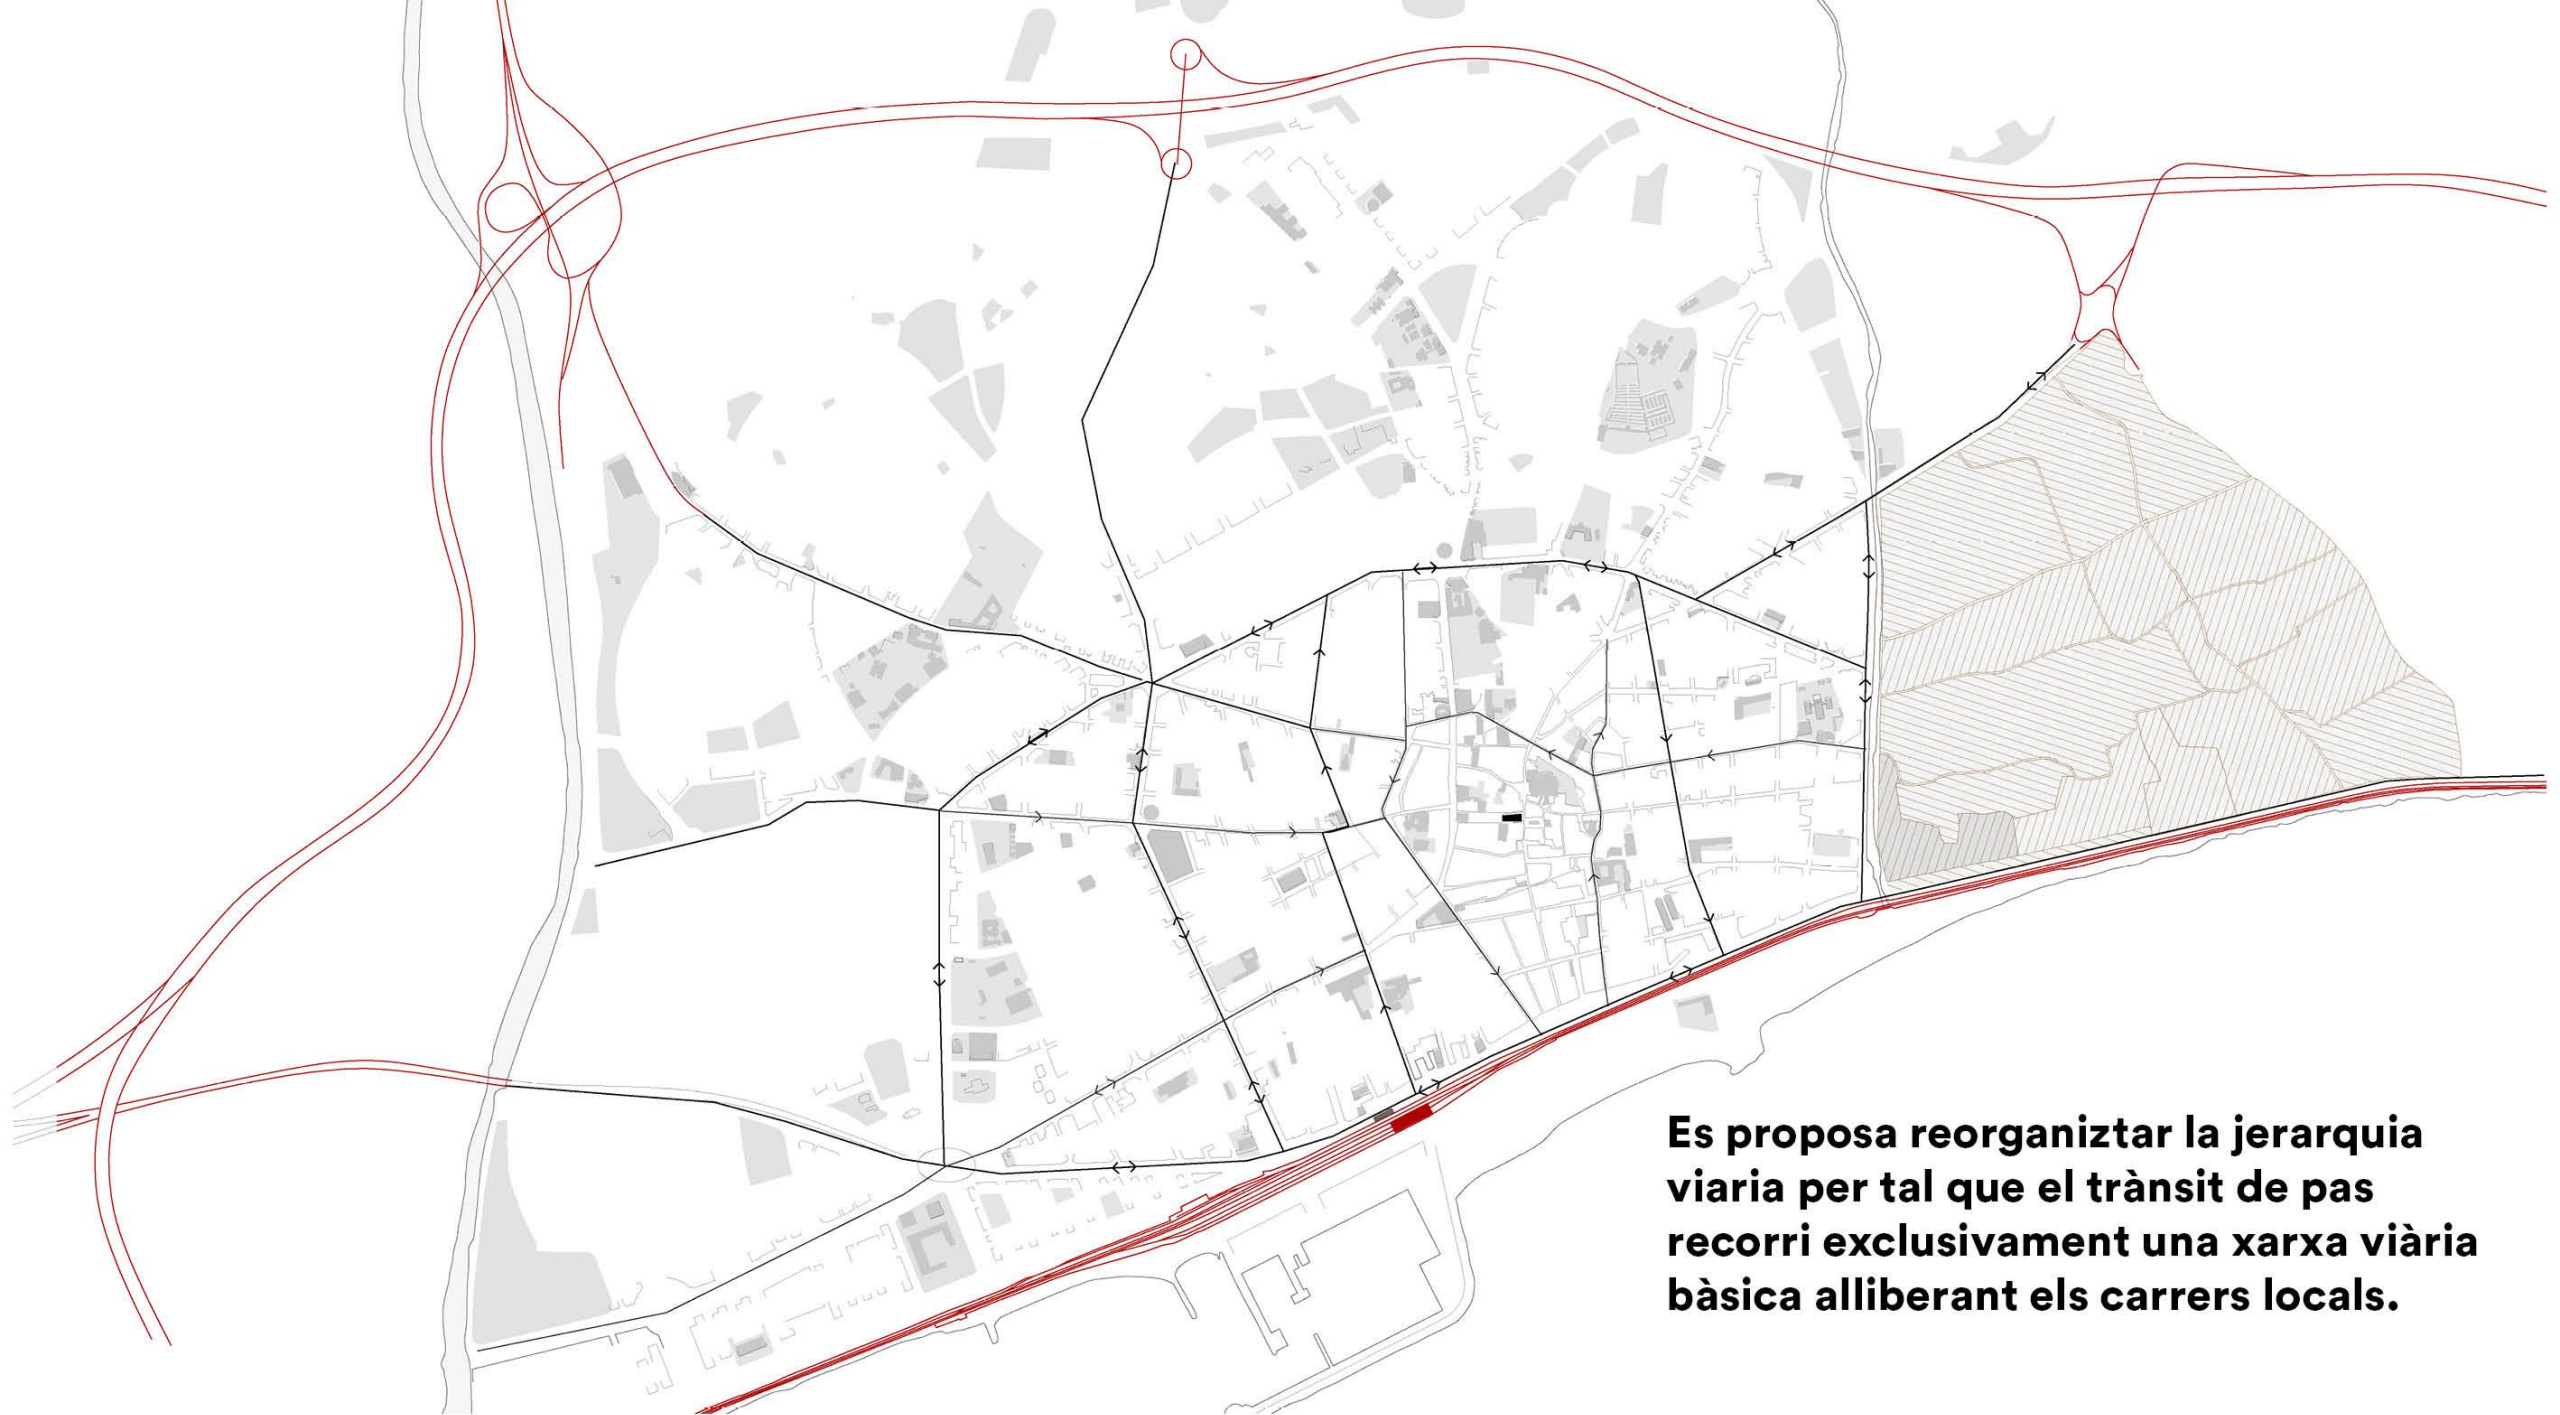 Es proposa reorganiztar la jerarquia
viaria per tal que el trànsit de pas
recorri exclusivament una xarxa viària
bàsica alliberant els carrers locals.